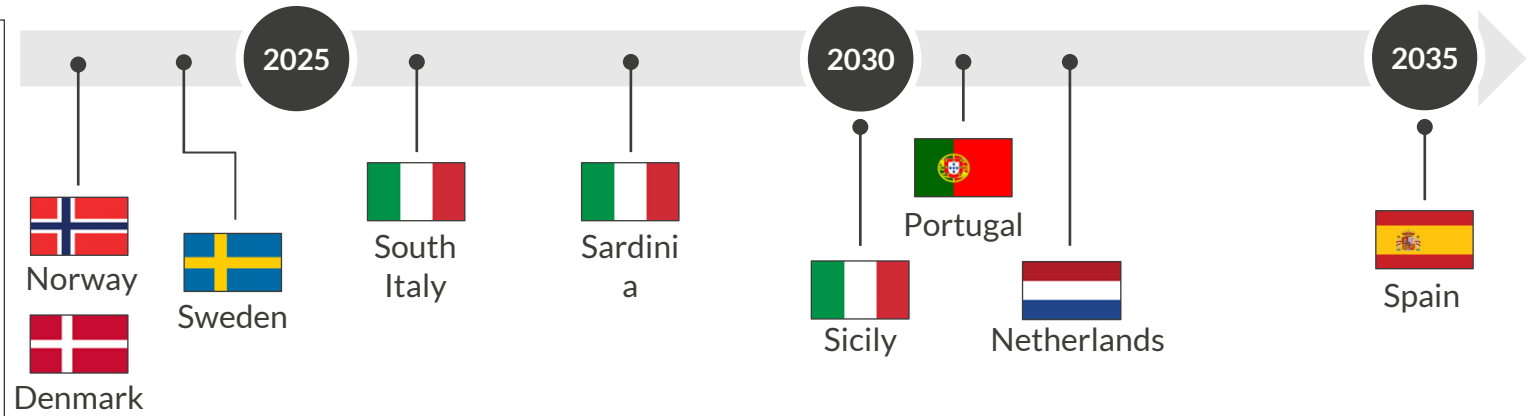 2025
2030
2035
Norway
Denmark
Sweden
South
Italy
Sardini
a
Sicily
Portugal
Netherlands
Spain